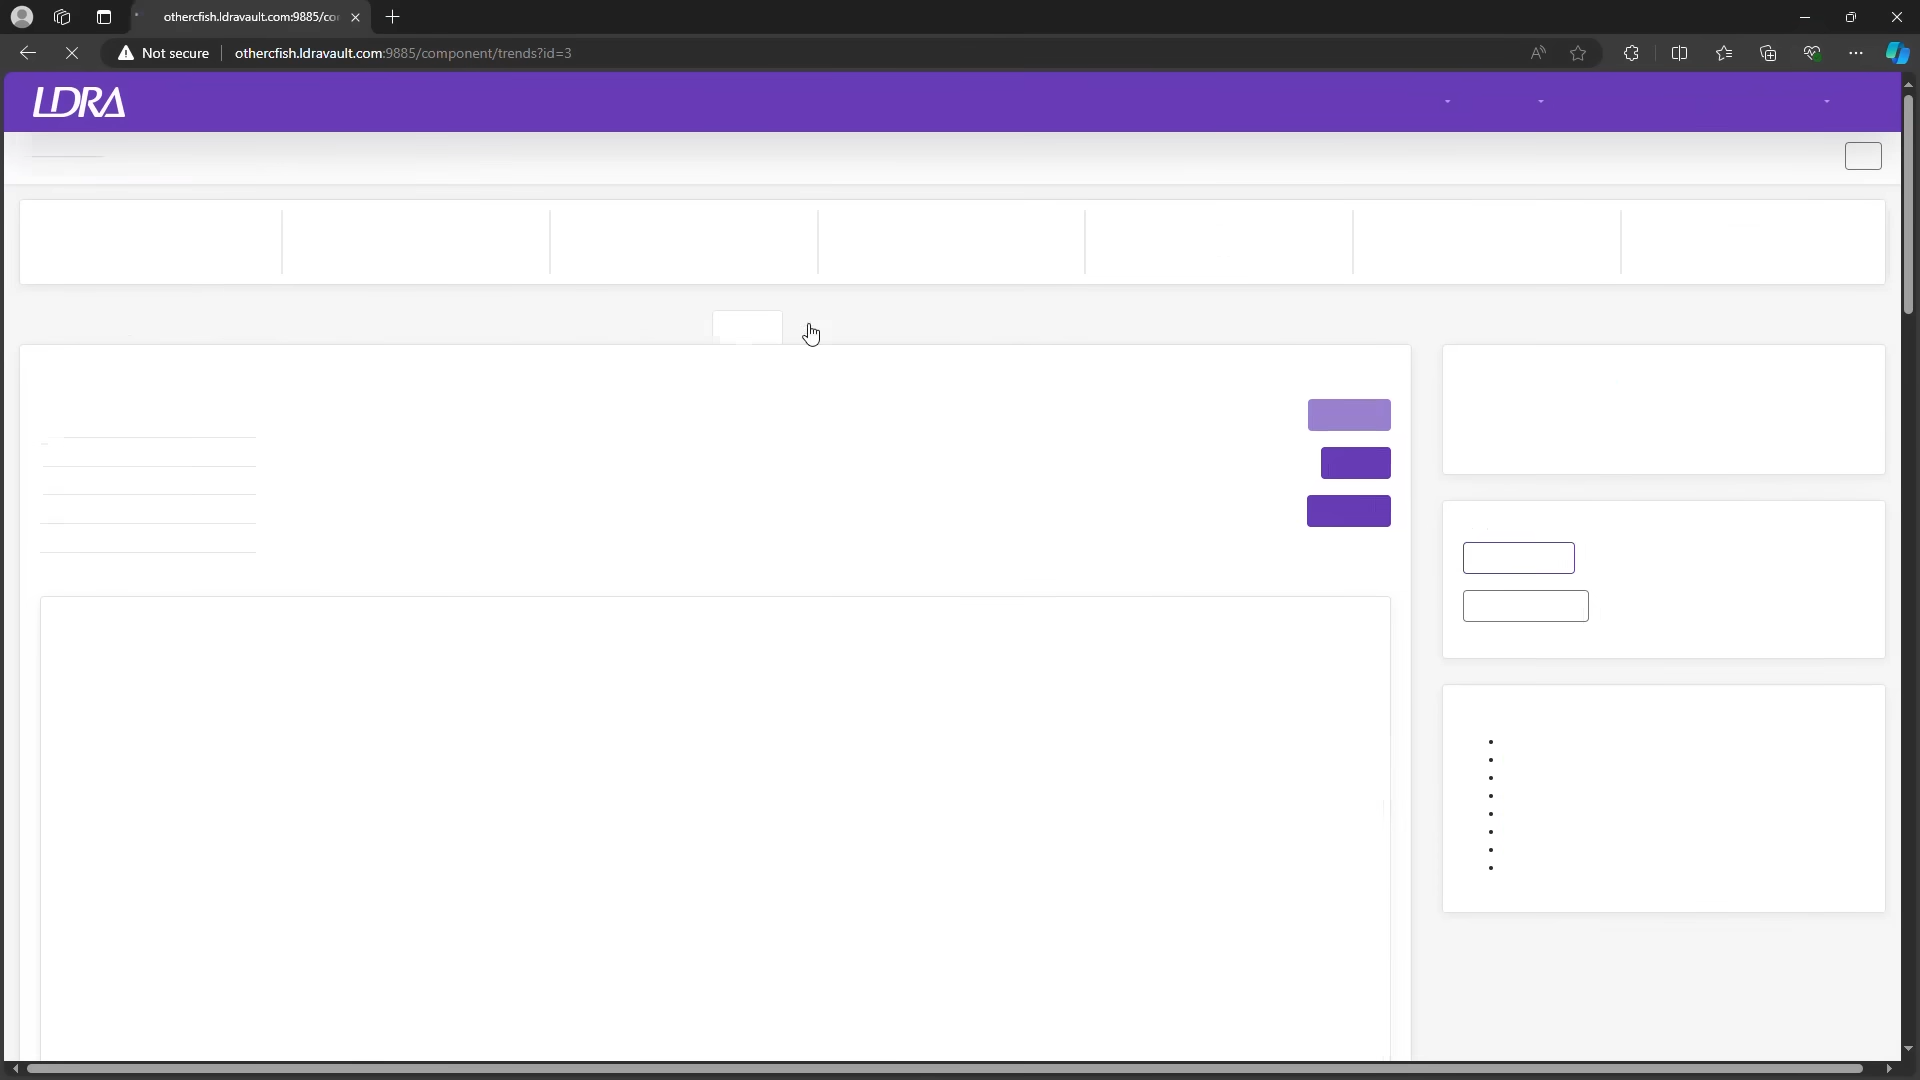 othercfish.ldravault.com:9885/co
Not secure
othercfish.ldravault.com:9885/component/trends?id=3
LDRA